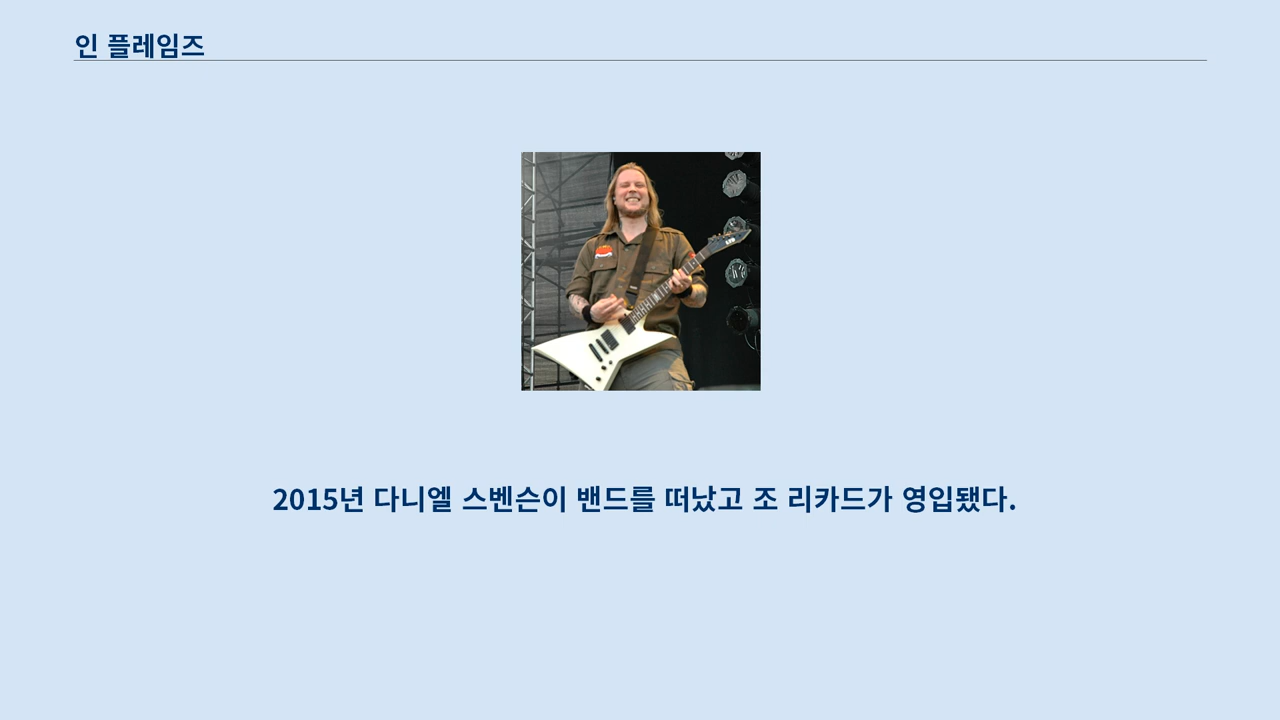 인 플레임즈
2015년 다니엘 스벤슨이 밴드를 떠났고 조 리카드가 영입됐다.